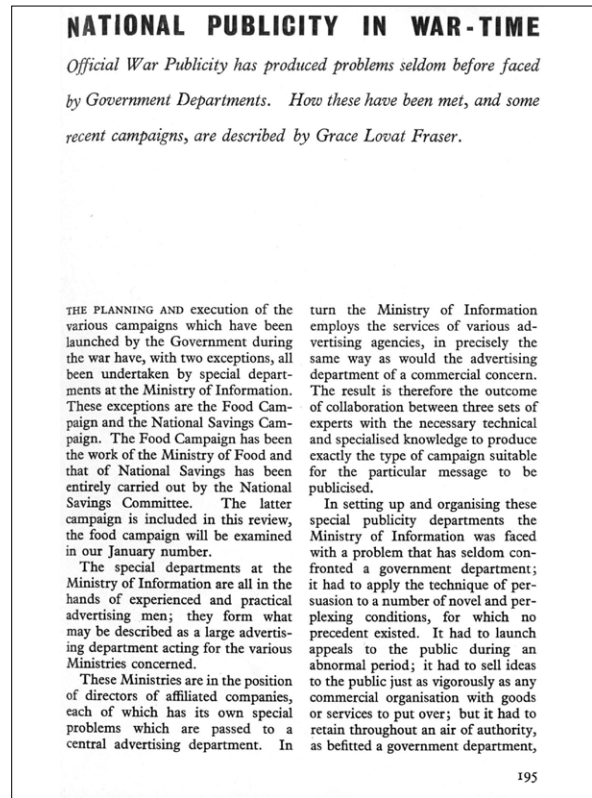 NATIONAL PUBLICITY IN WAR-TIME
Official War Publicity has produced problems seldom before faced
by Government Departments. How these have been met, and some
recent campaigns, are described by Grace Lovat Fraser.
THE PLANNING AND execution of the
various campaigns which have been
launched by the Government during
the war have, with two exceptions, all
been undertaken by special depart-
ments at the Ministry of Information.
These exceptions are the Food Cam-
paign and the National Savings Cam-
paign. The Food Campaign has been
the work of the Ministry of Food and
that of National Savings has been
entirely carried out by the National
Savings Committee. The latter
campaign is included in this review,
the food campaign will be examined
in our January number.
The special departments at the
Ministry of Information are all in the
hands of experienced and practical
advertising men; they form what
may be described as a large advertis-
ing department acting for the various
Ministries concerned.
These Ministries are in the position
of directors of affiliated companies,
each of which has its own special
problems which are passed to a
central advertising department. In
turn the Ministry of Information
employs the services of various ad-
vertising agencies, in precisely the
same way as would the advertising
department of a commercial concern.
The result is therefore the outcome
of collaboration between three sets of
experts with the necessary technical
and specialised knowledge to produce
exactly the type of campaign suitable
for the particular message to be
publicised.
In setting up and organising these
special publicity departments the
Ministry of Information was faced
with a problem that has seldom con-
fronted a government department;
it had to apply the technique of per-
suasion to a number of novel and per-
plexing conditions, for which no
precedent existed. It had to launch
appeals to the public during an
abnormal period; it had to sell ideas
to the public just as vigorously as any
commercial organisation with goods
or services to put over; but it had to
retain throughout an air of authority,
as befitted a government department,
195